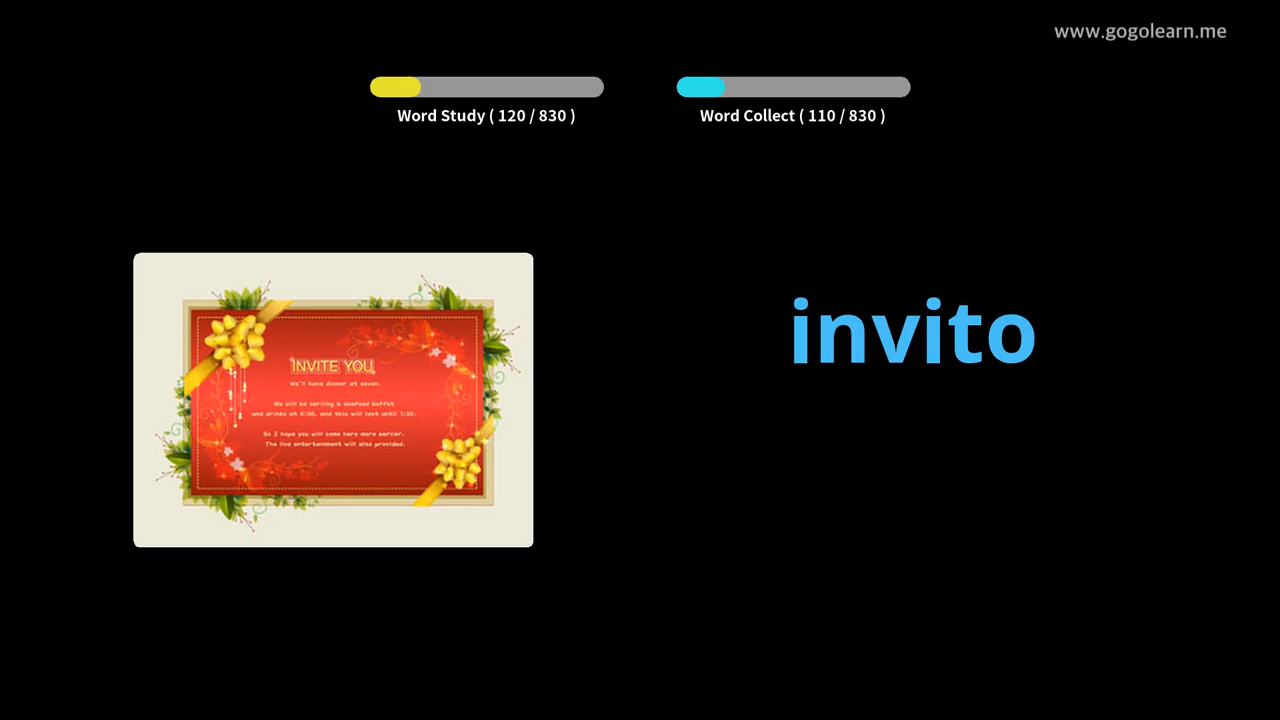 www.gogolearn.me
Word Study ( 120 / 830 )
Word Collect ( 110 / 830 )
INVITE YOU
We'll have dinner at seven.
We will be serving a seafood buffet
and drinks at 6:30, and this will last until 7:30.
So I hope you will come here more earlier.
The live entertainment will also provided.
invito